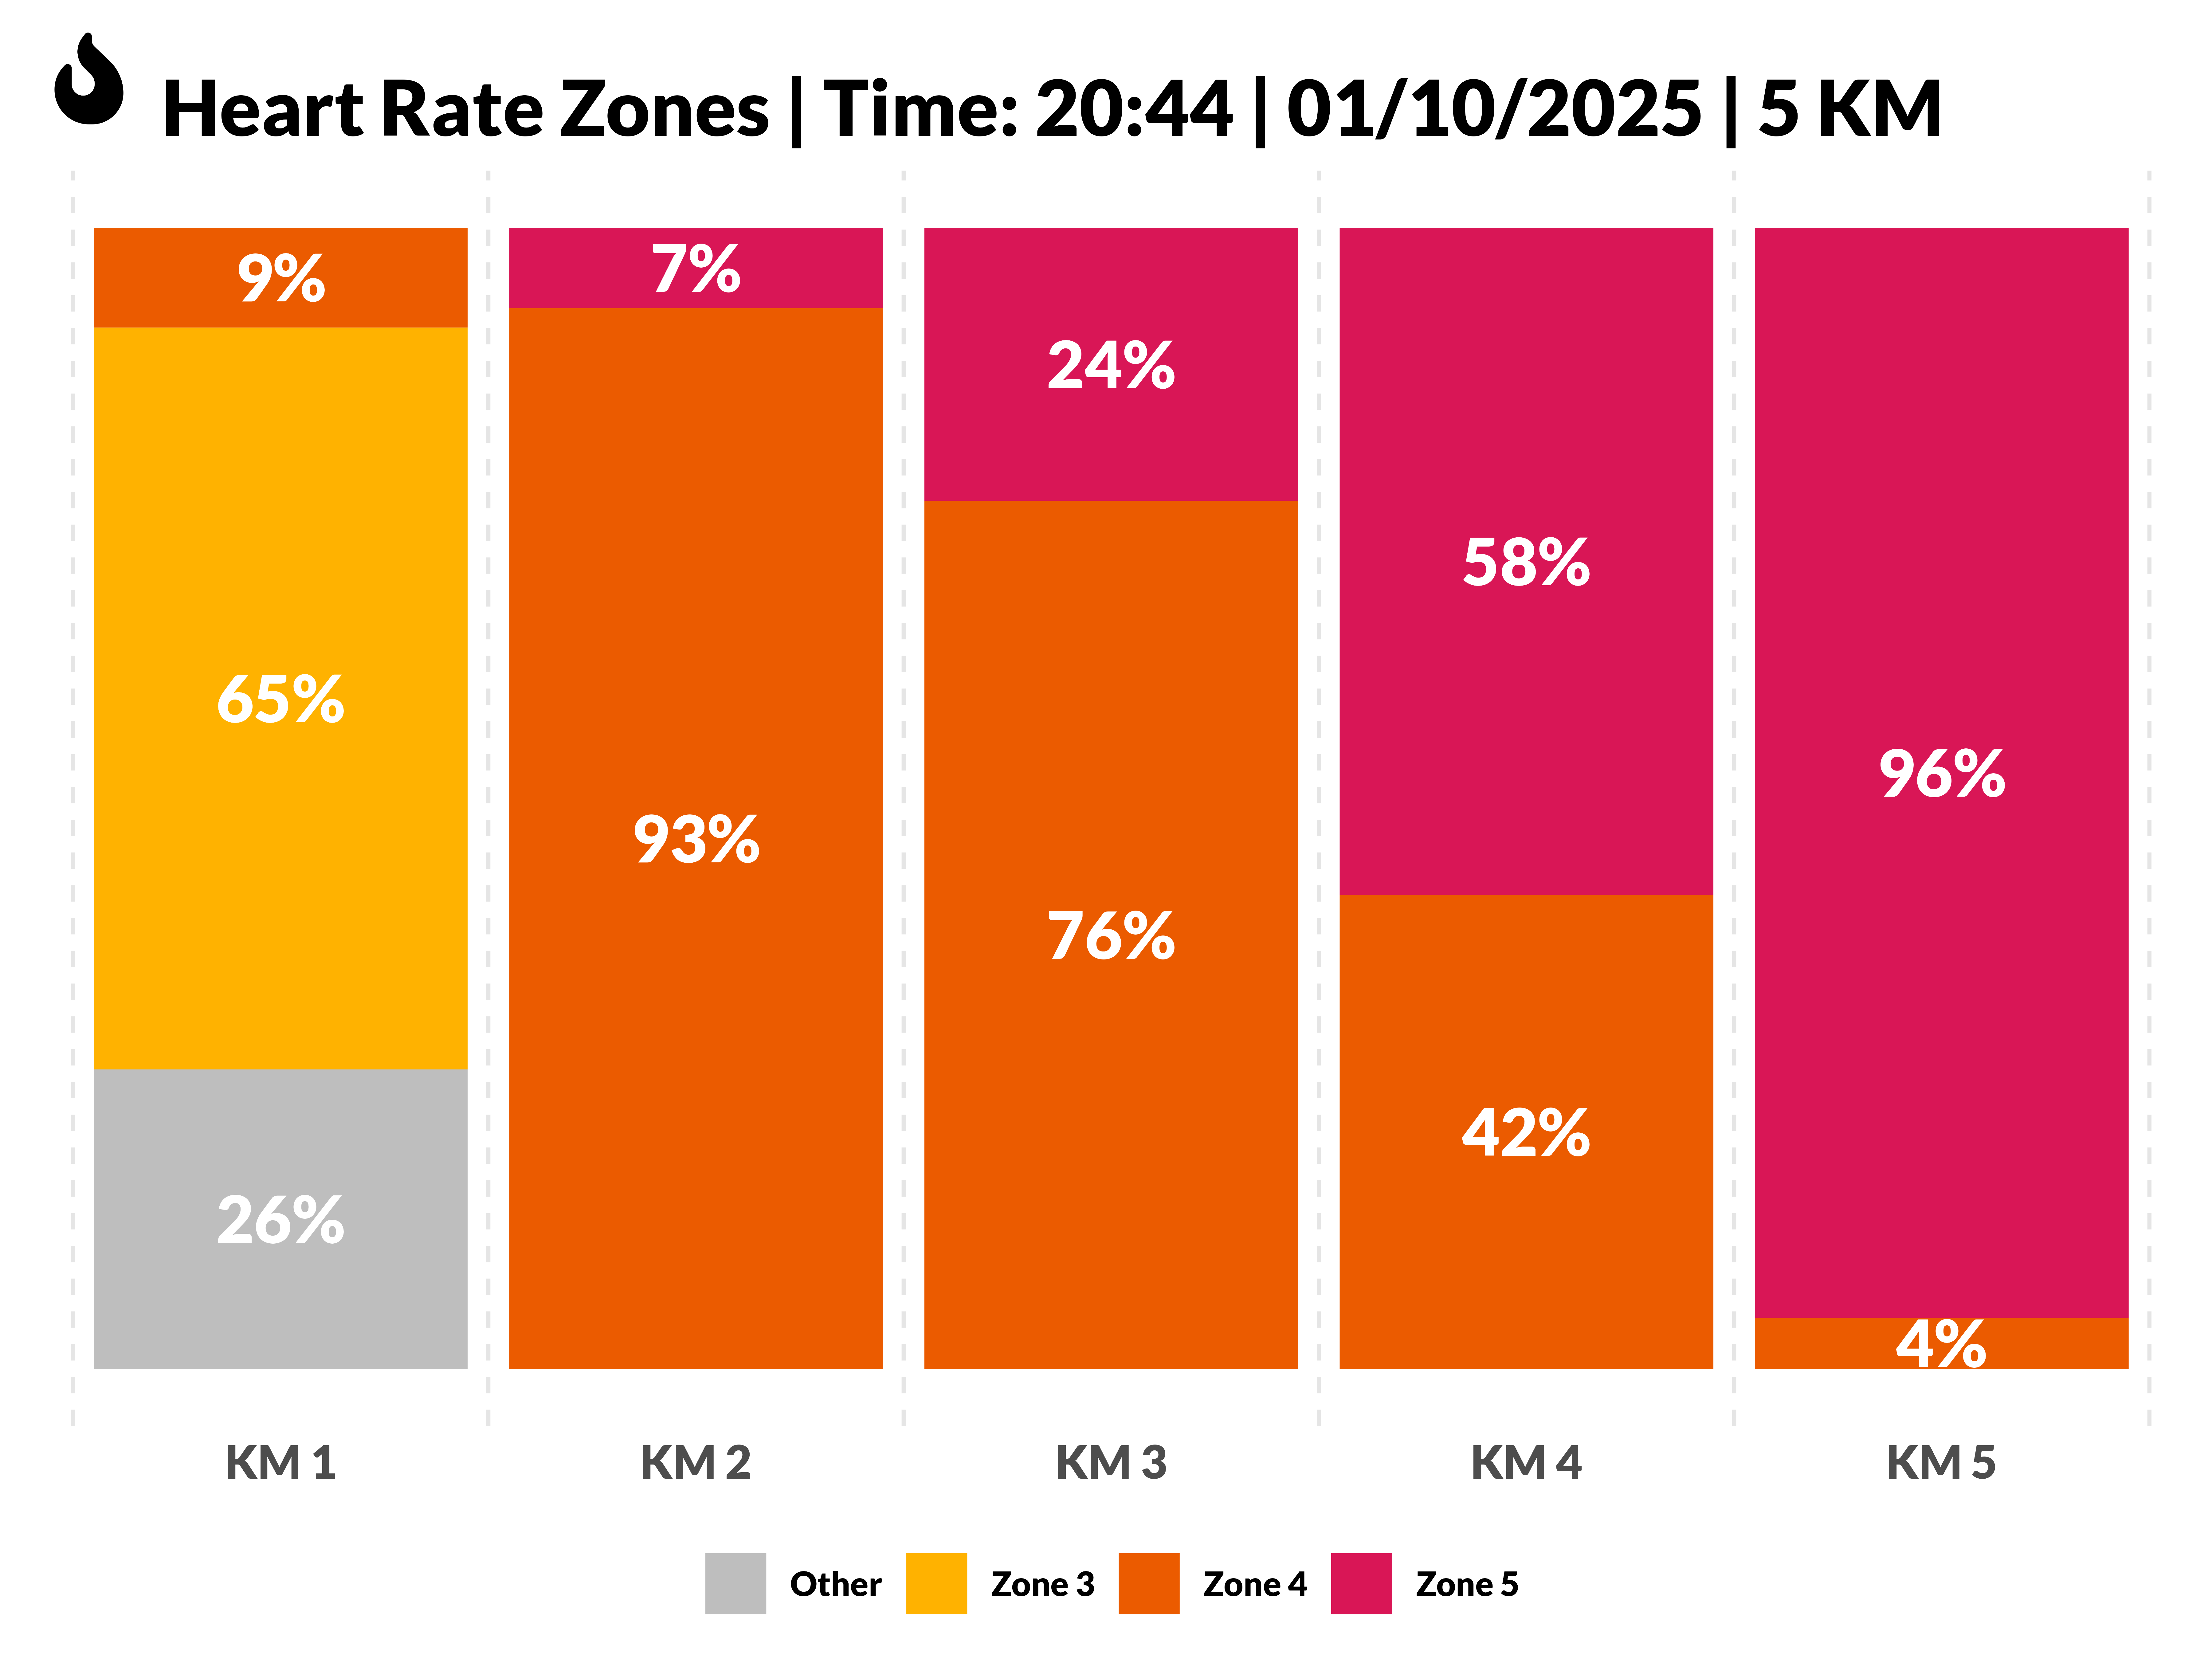 Heart Rate Zones | Time: 20:44 | 01/10/2025 | 5 KM
9%
65%
26%
7%
93%
24%
76%
58%
42%
96%
4%
KM 1
KM 2
KM 3
KM 4
KM 5
Other
Zone 3
Zone 4
Zone 5